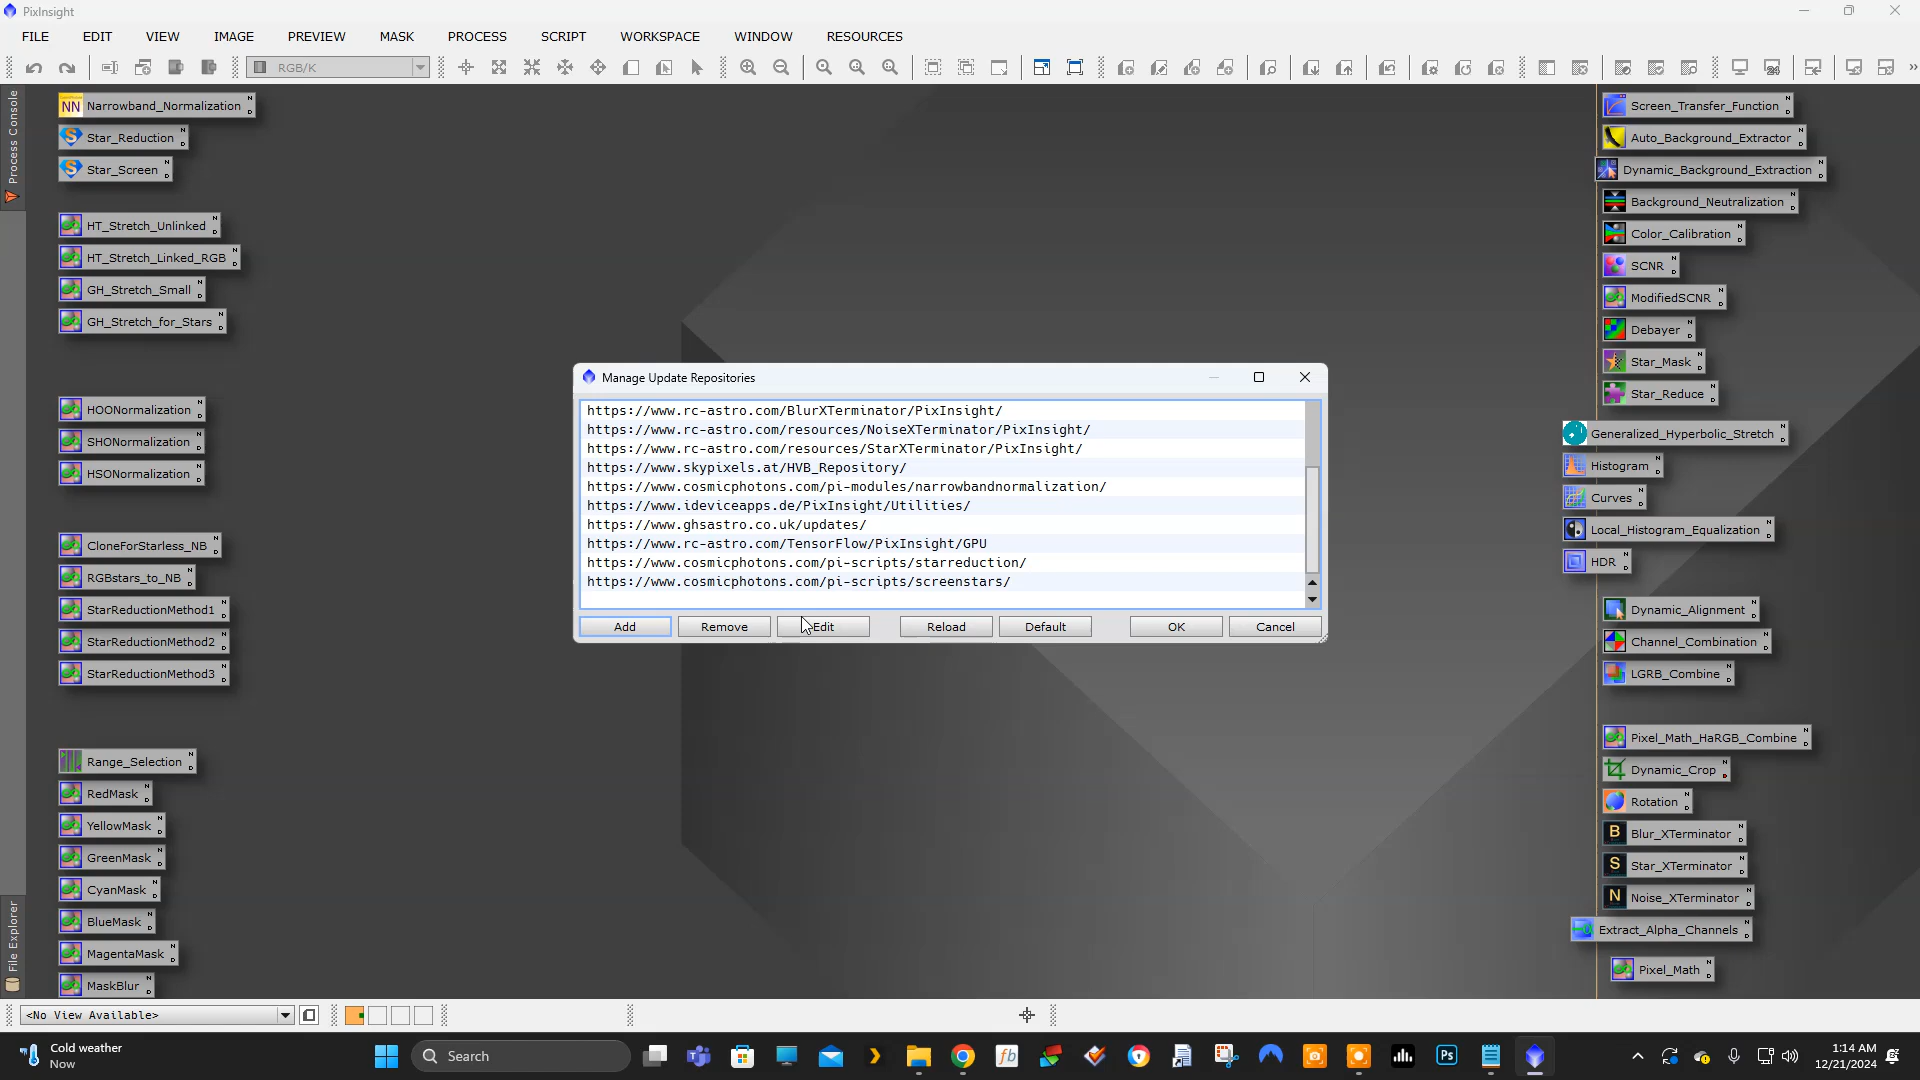 PixInsight
FILE EDIT VIEW IMAGE PREVIEW MASK PROCESS SCRIPT WORKSPACE WINDOW RESOURCES
RGB/K
Process Console
File Explorer
Narrowband_Normalization
Star_Reduction
Star_Screen
HT_Stretch_Unlinked
HT_Stretch_Linked_RGB
GH_Stretch_Small
GH_Stretch_for_Stars
HOONormalization
SHONormalization
HSONormalization
CloneForStarless_NB
RGBstars_to_NB
StarReductionMethod1
StarReductionMethod2
StarReductionMethod3
Range_Selection
RedMask
YellowMask
GreenMask
CyanMask
BlueMask
MagentaMask
MaskBlur
Manage Update Repositories
https://www.rc-astro.com/BlurXTerminator/PixInsight/
https://www.rc-astro.com/resources/NoiseXTerminator/PixInsight/
https://www.rc-astro.com/resources/StarXTerminator/PixInsight/
https://www.skypixels.at/HVB_Repository/
https://www.cosmicphotons.com/pi-modules/narrowbandnormalization/
https://www.ideviceapps.de/PixInsight/Utilities/
https://www.ghsastro.co.uk/updates/
https://www.rc-astro.com/TensorFlow/PixInsight/GPU
https://www.cosmicphotons.com/pi-scripts/starreduction/
https://www.cosmicphotons.com/pi-scripts/screenstars/
Add Remove Edit Reload Default OK Cancel
Screen_Transfer_Function
Auto_Background_Extractor
Dynamic_Background_Extraction
Background_Neutralization
Color_Calibration
SCNR
ModifiedSCNR
Debayer
Star_Mask
Star_Reduce
Generalized_Hyperbolic_Stretch
Histogram
Curves
Local_Histogram_Equalization
HDR
Dynamic_Alignment
Channel_Combination
LGRB_Combine
Pixel_Math_HaRGB_Combine
Dynamic_Crop
Rotation
Blur_XTerminator
Star_XTerminator
Noise_XTerminator
Extract_Alpha_Channels
Pixel_Math
<No View Available>
Cold weather
Now
Search
1:14 AM
12/21/2024